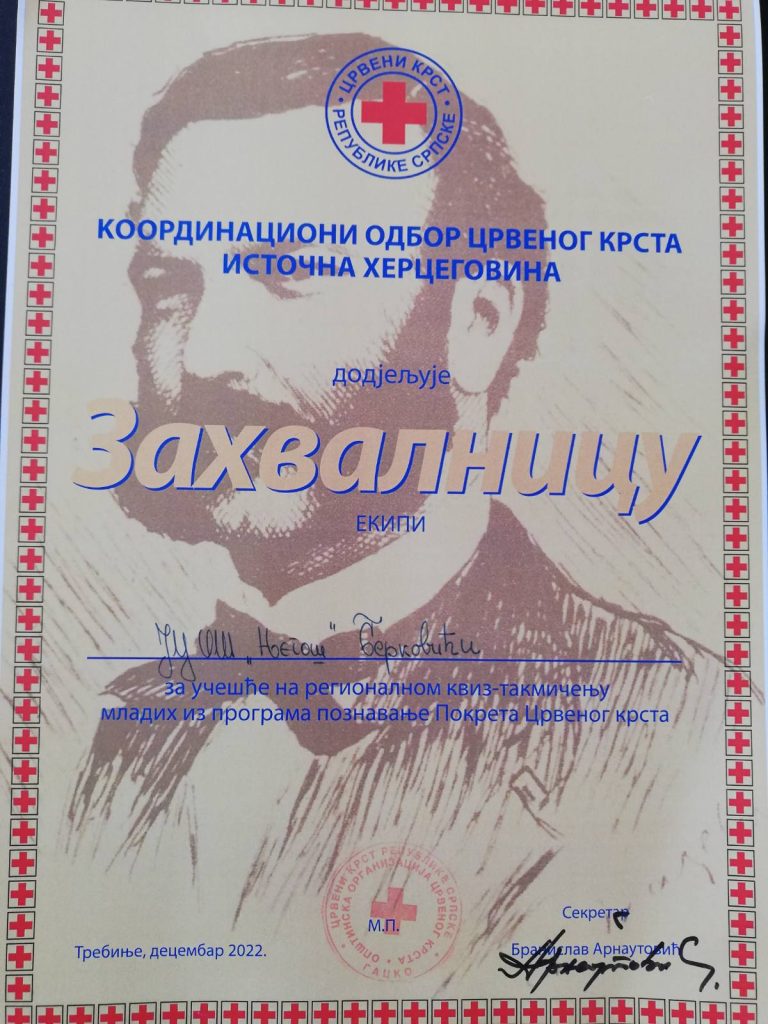 ЦРВЕНИ КРСТ
РЕПУБЛИКЕ СРПСКЕ
КООРДИНАЦИОНИ ОДБОР ЦРВЕНОГ КРСТА
ИСТОЧНА ХЕРЦЕГОВИНА
додјељује
Захвалницу
ЕКИПИ
ЈУ ОШ „Његош" Берковићи
за учешће на регионалном квиз-такмичењу
младих из програма познавање Покрета Црвеног крста
ЦРВЕНИ КРСТ РЕПУБЛИКЕ СРПСКЕ
ОПШТИНСКА ОРГАНИЗАЦИЈА ЦРВЕНОГ КРСТА
ГАЦКО
М.П.
Требиње, децембар 2022.
Секретар
Бранислав Арнаутовић